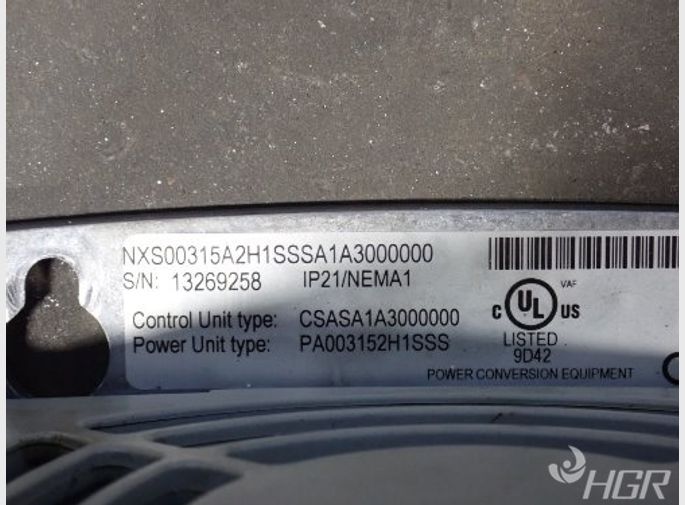 NXS00315A2H1SSSA1A3000000
S/N: 13269258 IP21/NEMA1
Control Unit type: CSASA1A3000000
Power Unit type: PA003152H1SSS
VAF
C UL US
LISTED
9D42
POWER CONVERSION EQUIPMENT
HGR